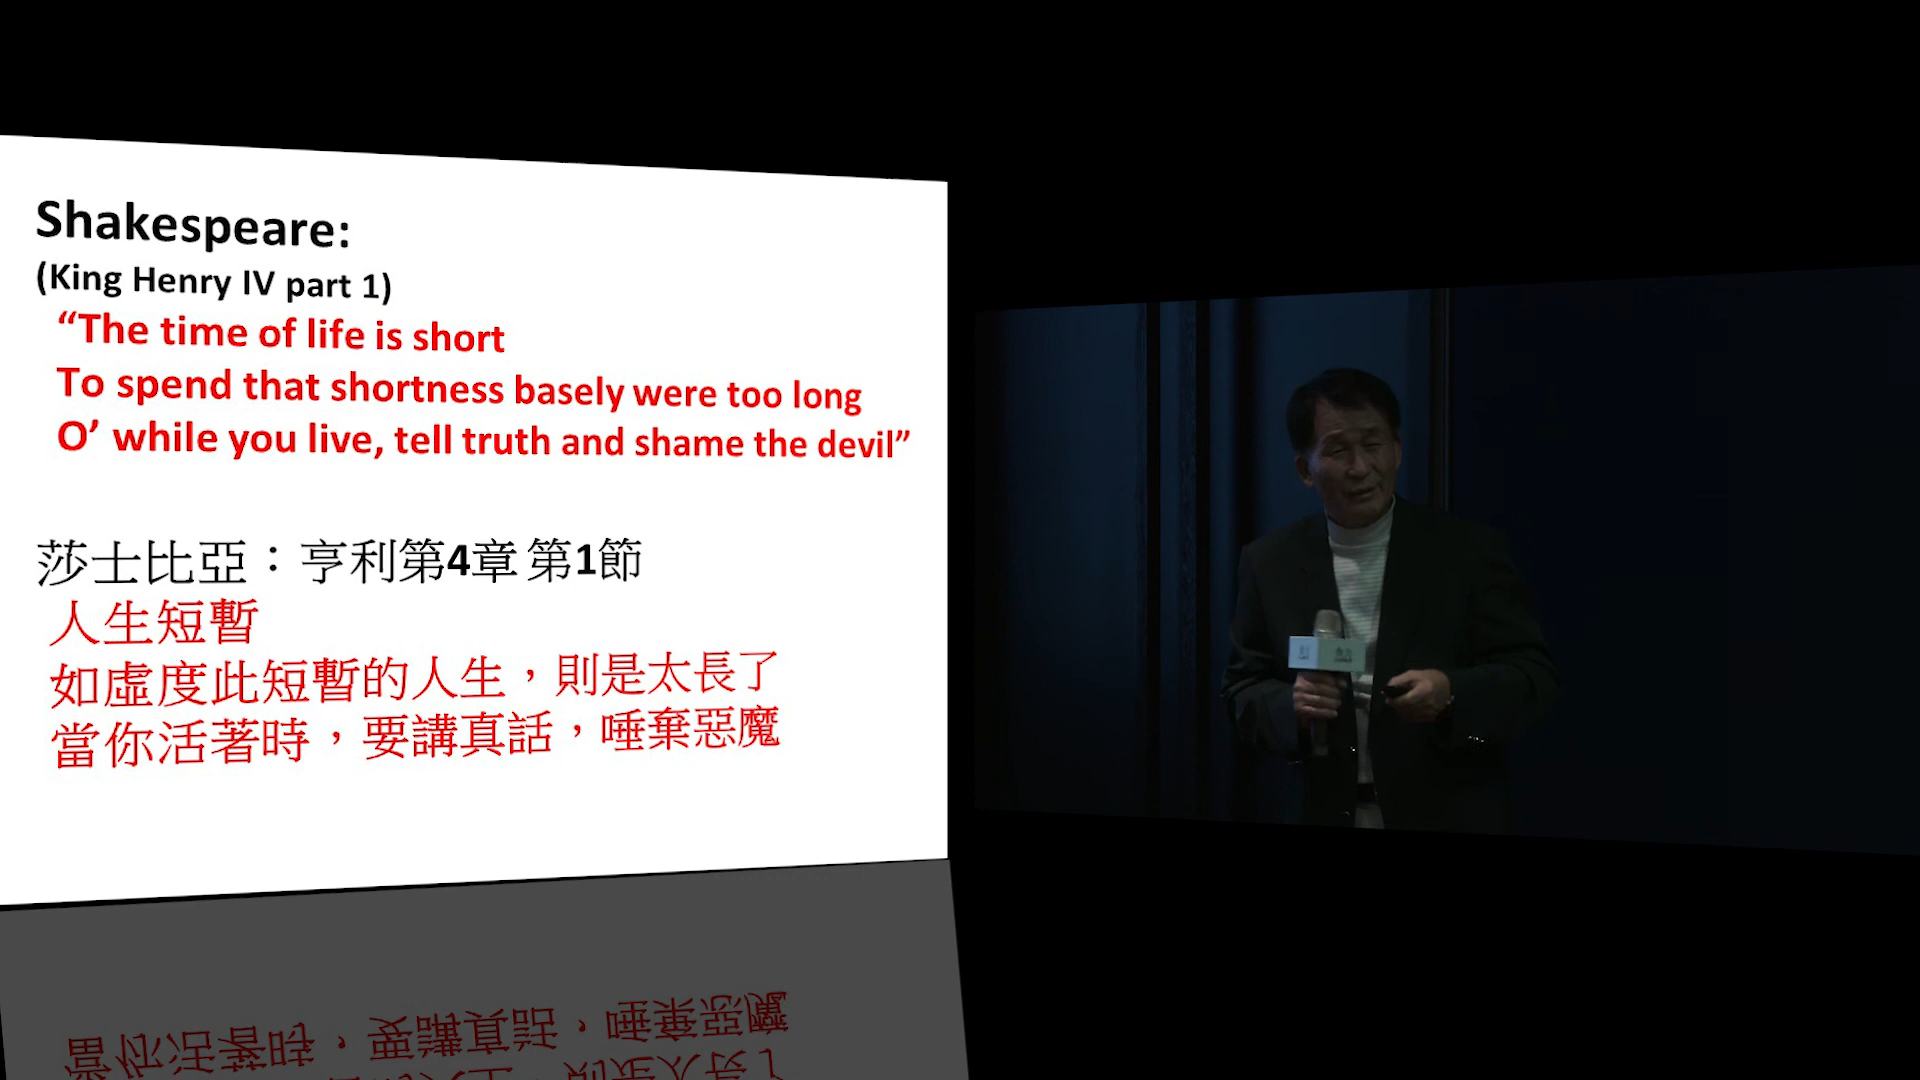 Shakespeare:
(King Henry IV part 1)
“The time of life is short
To spend that shortness basely were too long
O’ while you live, tell truth and shame the devil”
莎士比亞：亨利第4章 第1節
人生短暫
如虛度此短暫的人生，則是太長了
當你活著時，要講真話，唾棄惡魔